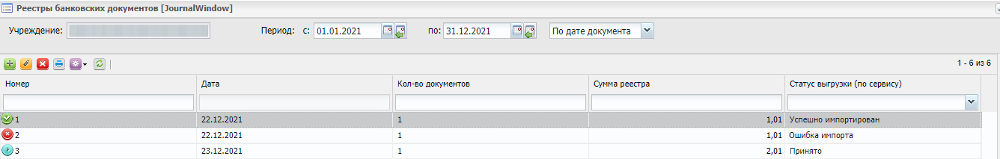 Реестры банковских документов [JournalWindow]
Учреждение: Период: с: 01.01.2021 по: 31.12.2021 По дате документа
1 - 6 из 6
Номер Дата Кол-во документов Сумма реестра Статус выгрузки (по сервису)
1 22.12.2021 1 1,01 Успешно импортирован
2 22.12.2021 1 1,01 Ошибка импорта
3 23.12.2021 1 2,01 Принято